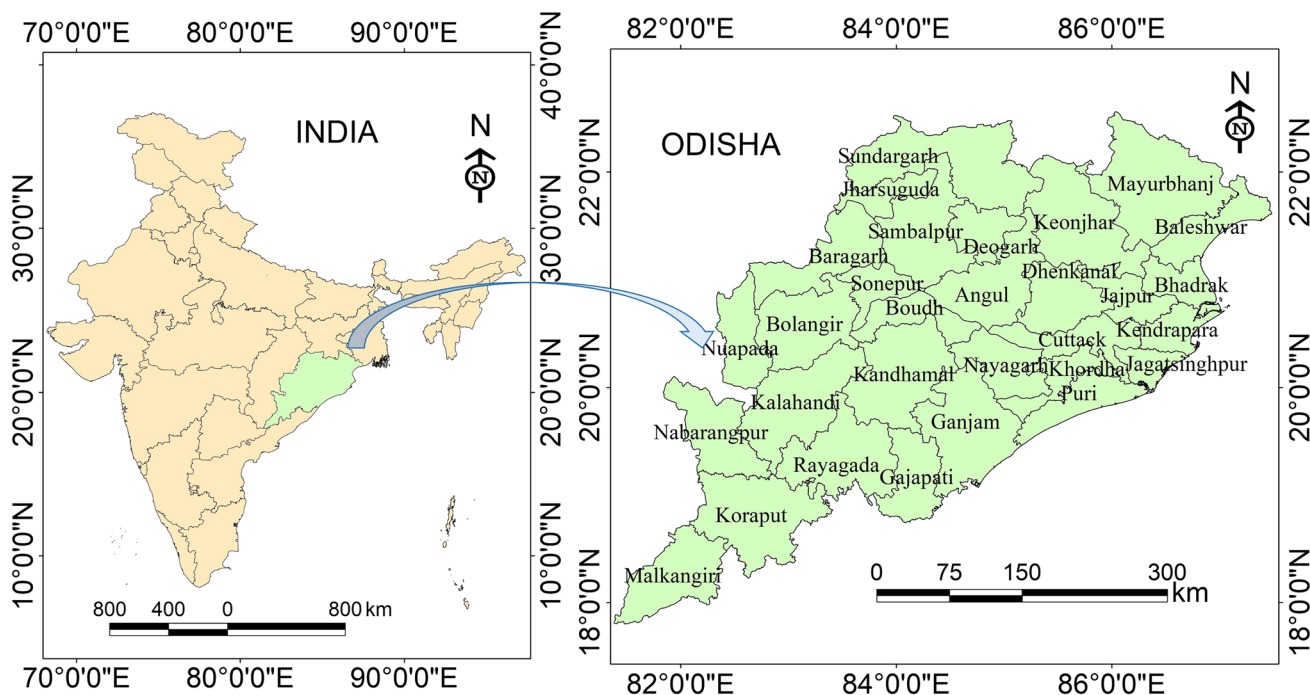 70°0'0"E 80°0'0"E 90°0'0"E
40°0'0"N
30°0'0"N
20°0'0"N
10°0'0"N
INDIA
N
N
30°0'0"N
20°0'0"N
10°0'0"N
800 400 0 800 km
70°0'0"E 80°0'0"E 90°0'0"E
82°0'0"E 84°0'0"E 86°0'0"E
ODISHA
N
N
22°0'0"N
20°0'0"N
18°0'0"N
22°0'0"N
20°0'0"N
18°0'0"N
Sundargarh
Jharsuguda
Mayurbhanj
Keonjhar
Baleshwar
Sambalpur
Deogarh
Baragarh
Dhenkanal
Sonepur
Bhadrak
Angul
Jajpur
Boudh
Bolangir
Kendrapara
Cuttack
Nuapada
Nayagarh
Khordha
Jagatsinghpur
Kandhamal
Puri
Kalahandi
Ganjam
Nabarangpur
Rayagada
Gajapati
Koraput
Malkangiri
0 75 150 300
km
82°0'0"E 84°0'0"E 86°0'0"E